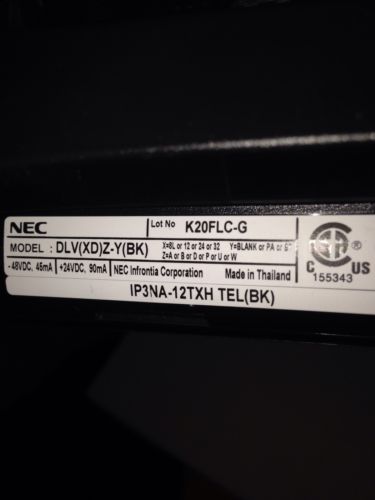 NEC
Lot No K20FLC-G
MODEL : DLV(XD)Z-Y(BK)
X=8L or 12 or 24 or 32 Y=BLANK or PA or
Z=A or B or D or P or U or W
- 48VDC, 45mA +24VDC, 90mA NEC Infrontia Corporation Made in Thailand
IP3NA-12TXH TEL(BK)
C US
155343